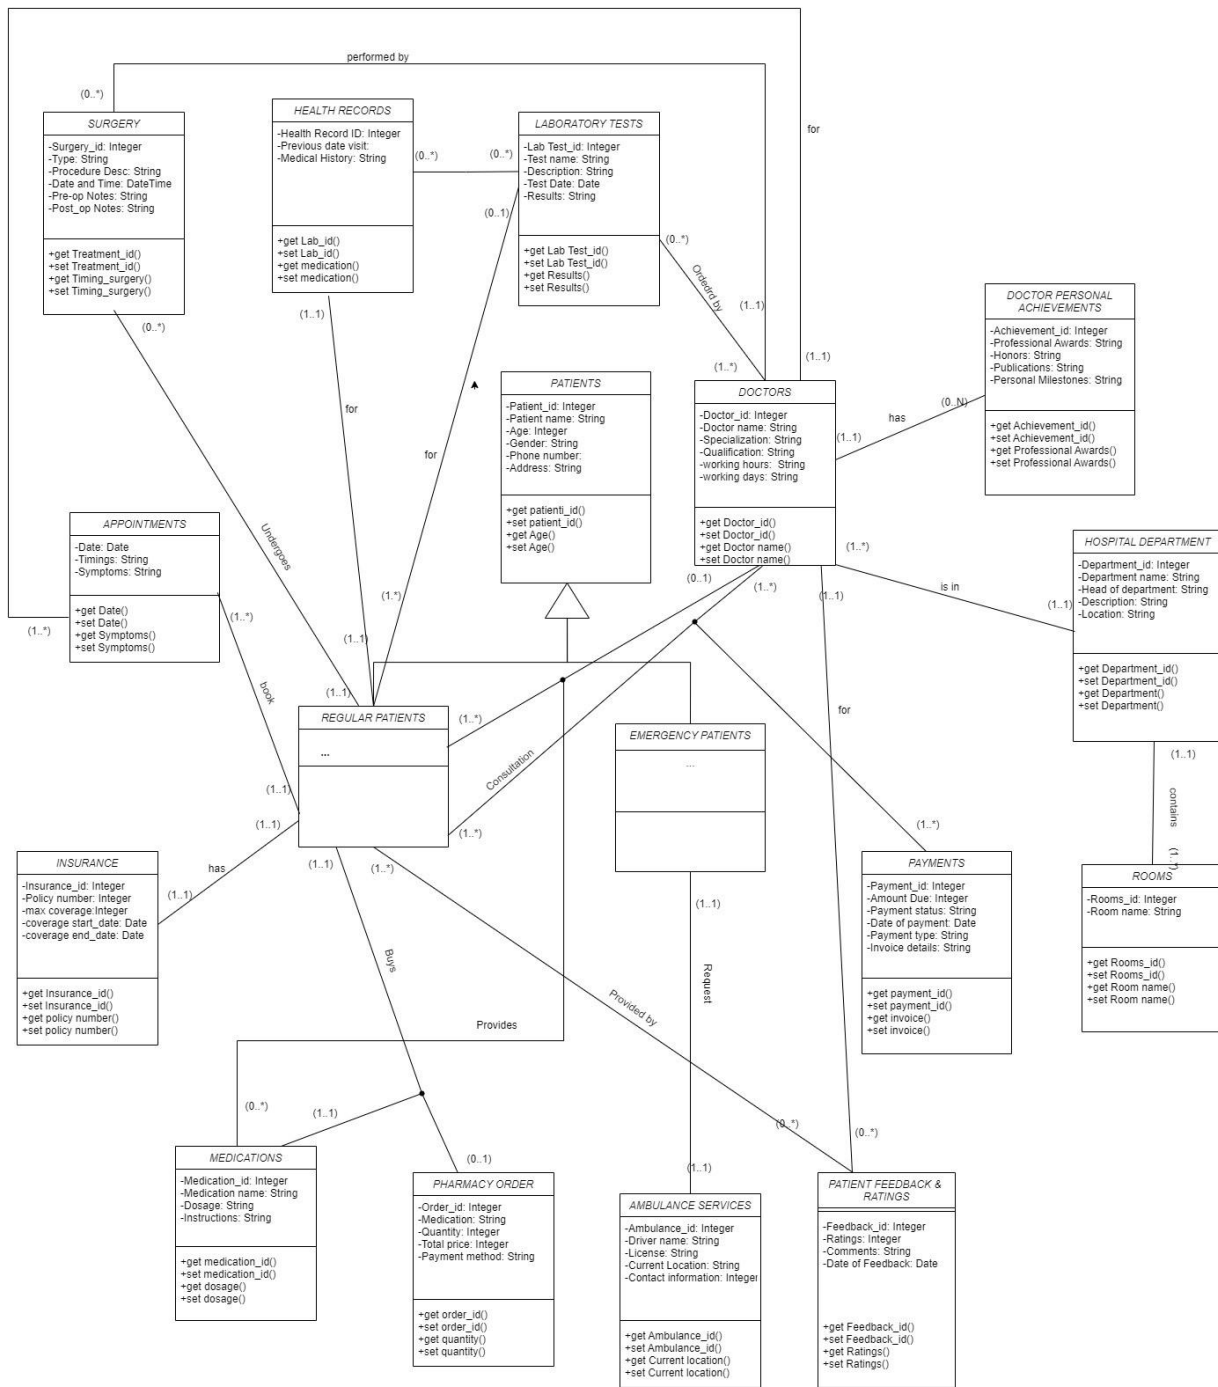 performed by
(0..*)
for
SURGERY
-Surgery_id: Integer
-Type: String
-Procedure Desc: String
-Date and Time: DateTime
-Pre-op Notes: String
-Post_op Notes: String
+get Treatment_id()
+set Treatment_id()
+get Timing_surgery()
+set Timing_surgery()
(0..*)
HEALTH RECORDS
-Health Record ID: Integer
-Previous date visit:
-Medical History: String
+get Lab_id()
+set Lab_id()
+get medication()
+set medication()
(0..*)
(0..*)
(1..1)
LABORATORY TESTS
-Lab Test_id: Integer
-Test name: String
-Description: String
-Test Date: Date
-Results: String
+get Lab Test_id()
+set Lab Test_id()
+get Results()
+set Results()
(0..1)
(0..*)
Ordedrd by
(1..1)
(1..*)
(1..1)
DOCTOR PERSONAL
ACHIEVEMENTS
-Achievement_id: Integer
-Professional Awards: String
-Honors: String
-Publications: String
-Personal Milestones: String
+get Achievement_id()
+set Achievement_id()
+get Professional Awards()
+set Professional Awards()
(0..N)
has
(1..1)
PATIENTS
-Patient_id: Integer
-Patient name: String
-Age: Integer
-Gender: String
-Phone number:
-Address: String
+get patienti_id()
+set patient_id()
+get Age()
+set Age()
DOCTORS
-Doctor_id: Integer
-Doctor name: String
-Specialization: String
-Qualification: String
-working hours: String
-working days: String
+get Doctor_id()
+set Doctor_id()
+get Doctor name()
+set Doctor name()
for
for
Undergoes
(1..*)
(0..1)
(1..*)
(1..1)
(1..*)
is in
(1..1)
HOSPITAL DEPARTMENT
-Department_id: Integer
-Department name: String
-Head of department: String
-Description: String
-Location: String
+get Department_id()
+set Department_id()
+get Department()
+set Department()
APPOINTMENTS
-Date: Date
-Timings: String
-Symptoms: String
+get Date()
+set Date()
+get Symptoms()
+set Symptoms()
(1..*)
(1..*)
book
(1.*)
(1..1)
(1..1)
REGULAR PATIENTS
...
(1..*)
Consultation
(1..*)
EMERGENCY PATIENTS
...
for
(1..1)
contains
(1..*)
(1..1)
(1..1)
(1..1)
(1..*)
(1..1)
(1..*)
INSURANCE
-Insurance_id: Integer
-Policy number: Integer
-max coverage:Integer
-coverage start_date: Date
-coverage end_date: Date
+get Insurance_id()
+set Insurance_id()
+get policy number()
+set policy number()
has
(1..1)
PAYMENTS
-Payment_id: Integer
-Amount Due: Integer
-Payment status: String
-Date of payment: Date
-Payment type: String
-Invoice details: String
+get payment_id()
+set payment_id()
+get invoice()
+set invoice()
ROOMS
-Rooms_id: Integer
-Room name: String
+get Rooms_id()
+set Rooms_id()
+get Room name()
+set Room name()
Buys
Request
Provided by
Provides
(0..*)
(1..1)
(0..1)
(1..1)
(0..*)
(0..*)
MEDICATIONS
-Medication_id: Integer
-Medication name: String
-Dosage: String
-Instructions: String
+get medication_id()
+set medication_id()
+get dosage()
+set dosage()
PHARMACY ORDER
-Order_id: Integer
-Medication: String
-Quantity: Integer
-Total price: Integer
-Payment method: String
+get order_id()
+set order_id()
+get quantity()
+set quantity()
AMBULANCE SERVICES
-Ambulance_id: Integer
-Driver name: String
-License: String
-Current Location: String
-Contact information: Integer
+get Ambulance_id()
+set Ambulance_id()
+get Current location()
+set Current location()
PATIENT FEEDBACK &
RATINGS
-Feedback_id: Integer
-Ratings: Integer
-Comments: String
-Date of Feedback: Date
+get Feedback_id()
+set Feedback_id()
+get Ratings()
+set Ratings()